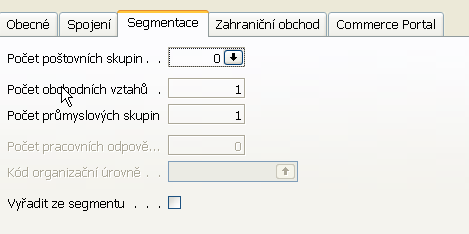 Obecné Spojení Segmentace Zahraniční obchod Commerce Portal
Počet poštovních skupin . . 0
Počet obchodních vztahů . 1
Počet průmyslových skupin 1
Počet pracovních odpově... 0
Kód organizační úrovně . .
Vyřadit ze segmentu . . .